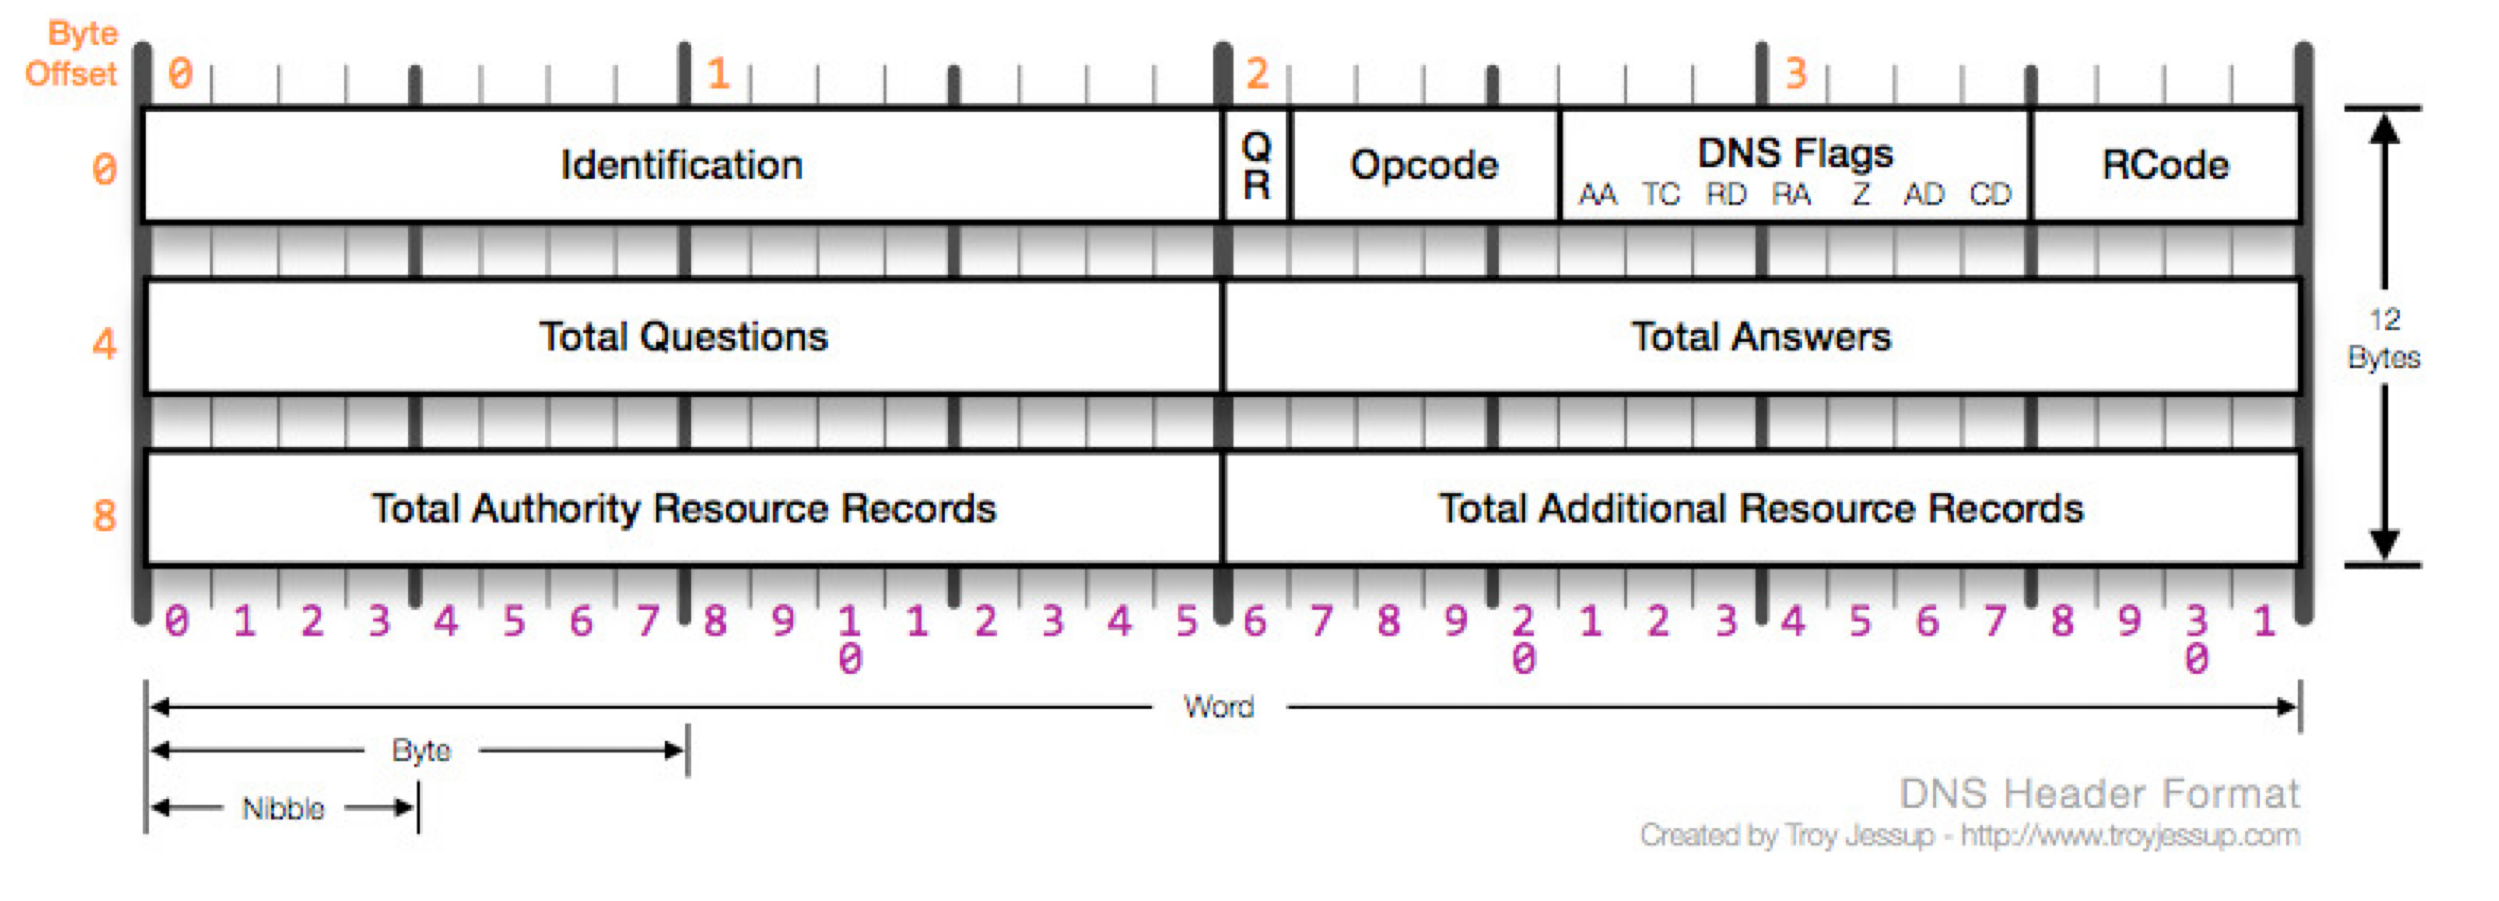 Byte
Offset 0 1 2 3
0 Identification Q
R Opcode DNS Flags
AA TC RD RA Z AD CD RCode
4 Total Questions Total Answers
12
Bytes
8 Total Authority Resource Records Total Additional Resource Records
0 1 2 3 4 5 6 7 8 9 1 1 2 3 4 5 6 7 8 9 2 1 2 3 4 5 6 7 8 9 3 1
0 0 0
Word
Byte
Nibble
DNS Header Format
Created by Troy Jessup - http://www.troyjessup.com